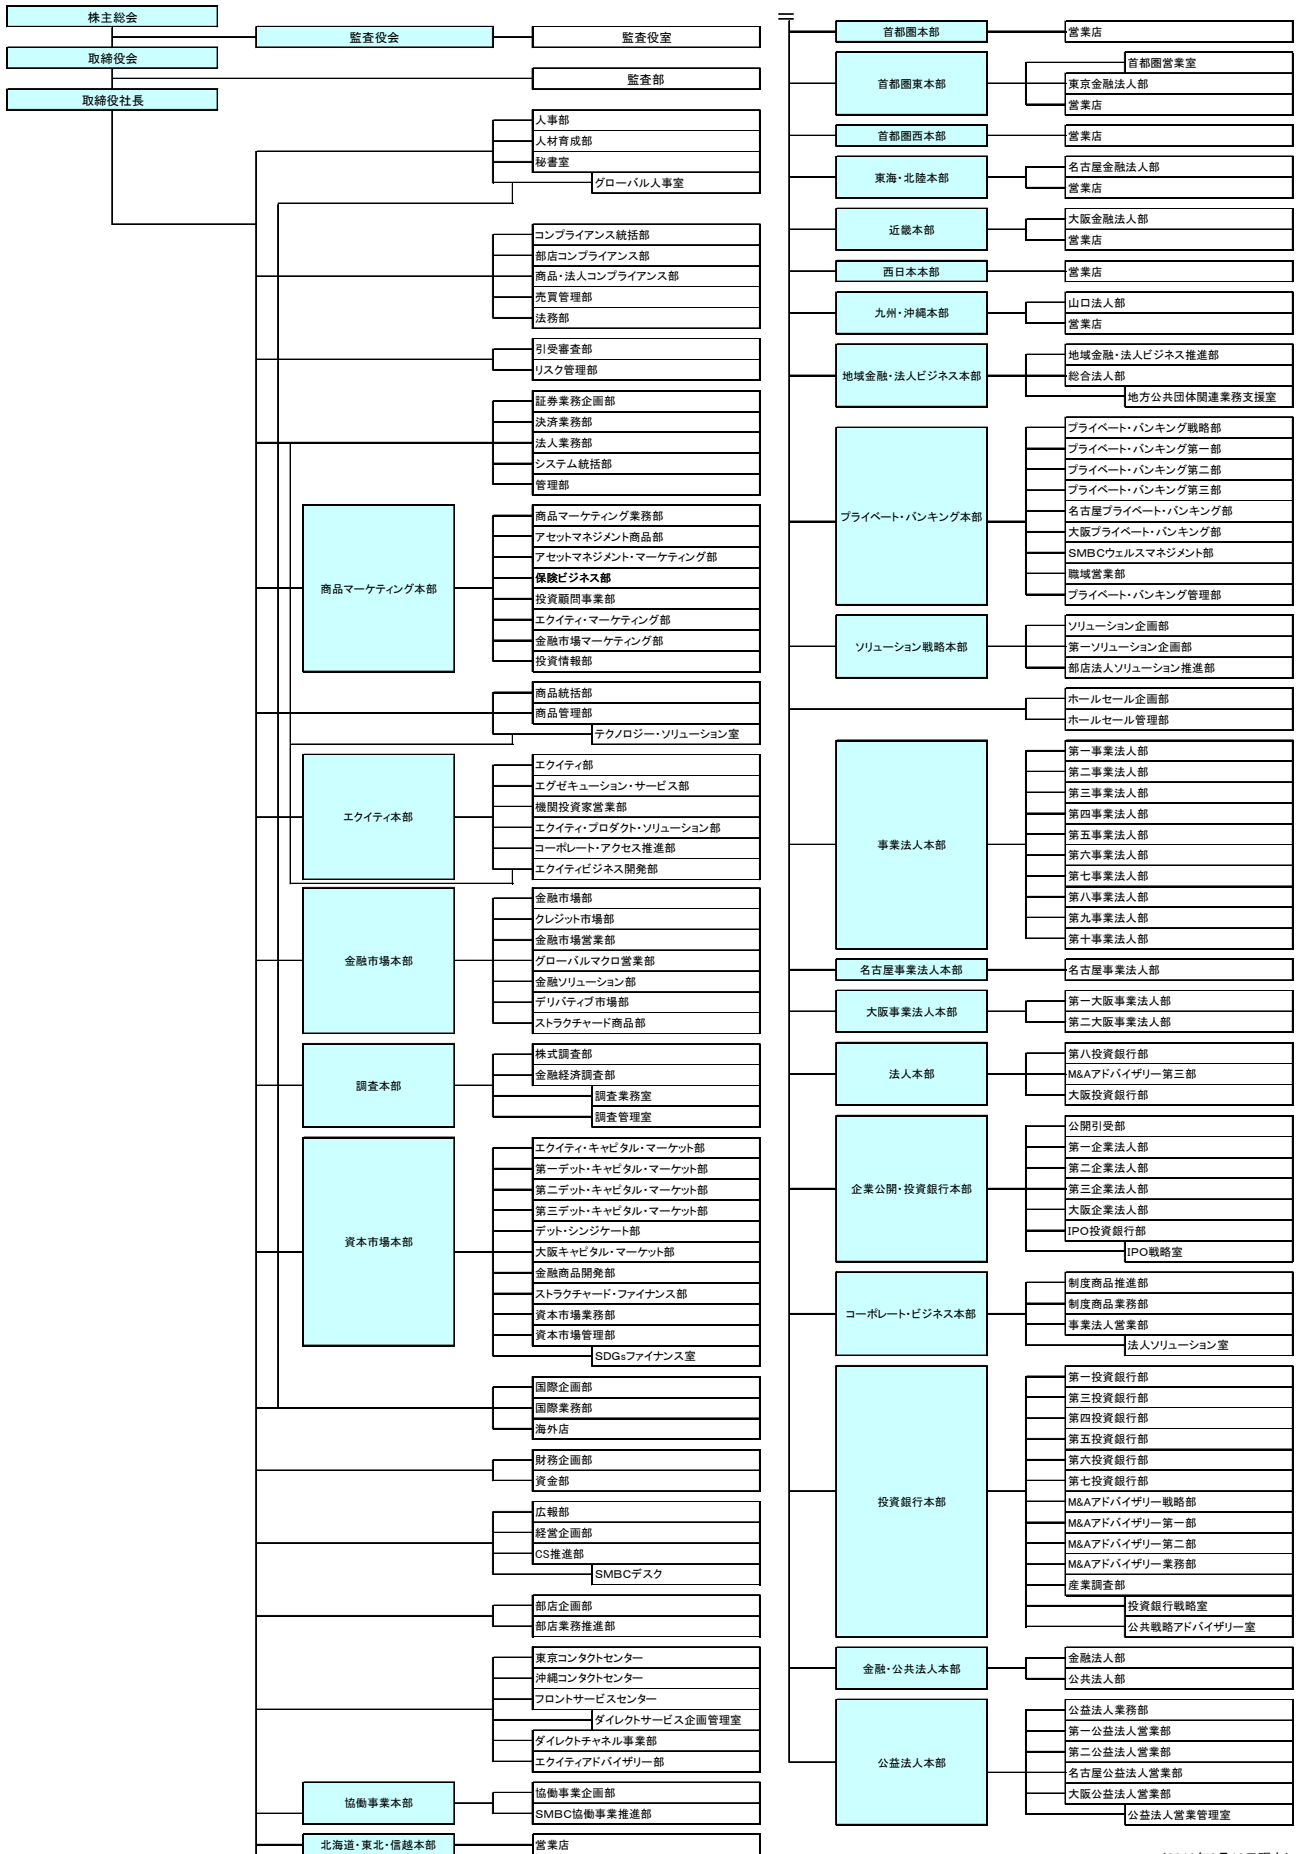 株主総会
監査役会
監査役室
取締役会
監査部
取締役社長
人事部
人材育成部
秘書室
グローバル人事室
コンプライアンス統括部
部店コンプライアンス部
商品・法人コンプライアンス部
売買管理部
法務部
引受審査部
リスク管理部
証券業務企画部
決済業務部
法人業務部
システム統括部
管理部
商品マーケティング本部
商品マーケティング業務部
アセットマネジメント商品部
アセットマネジメント・マーケティング部
保険ビジネス部
投資顧問事業部
エクイティ・マーケティング部
金融市場マーケティング部
投資情報部
商品統括部
商品管理部
テクノロジー・ソリューション室
エクイティ本部
エクイティ部
エグゼキューション・サービス部
機関投資家営業部
エクイティ・プロダクト・ソリューション部
コーポレート・アクセス推進部
エクイティビジネス開発部
金融市場本部
金融市場部
クレジット市場部
金融市場営業部
グローバルマクロ営業部
金融ソリューション部
デリバティブ市場部
ストラクチャード商品部
調査本部
株式調査部
金融経済調査部
調査業務室
調査管理室
資本市場本部
エクイティ・キャピタル・マーケット部
第一デット・キャピタル・マーケット部
第二デット・キャピタル・マーケット部
第三デット・キャピタル・マーケット部
デット・シンジケート部
大阪キャピタル・マーケット部
金融商品開発部
ストラクチャード・ファイナンス部
資本市場業務部
資本市場管理部
SDGsファイナンス室
国際企画部
国際業務部
海外店
財務企画部
資金部
広報部
経営企画部
CS推進部
SMBCデスク
部店企画部
部店業務推進部
東京コンタクトセンター
沖縄コンタクトセンター
フロントサービスセンター
ダイレクトサービス企画管理室
ダイレクトチャネル事業部
エクイティアドバイザリー部
協働事業本部
協働事業企画部
SMBC協働事業推進部
北海道・東北・信越本部
営業店
首都圏本部
営業店
首都圏東本部
首都圏営業室
東京金融法人部
営業店
首都圏西本部
営業店
東海・北陸本部
名古屋金融法人部
営業店
近畿本部
大阪金融法人部
営業店
西日本本部
営業店
九州・沖縄本部
山口法人部
営業店
地域金融・法人ビジネス本部
地域金融・法人ビジネス推進部
総合法人部
地方公共団体関連業務支援室
プライベート・バンキング本部
プライベート・バンキング戦略部
プライベート・バンキング第一部
プライベート・バンキング第二部
プライベート・バンキング第三部
名古屋プライベート・バンキング部
大阪プライベート・バンキング部
SMBCウェルスマネジメント部
職域営業部
プライベート・バンキング管理部
ソリューション戦略本部
ソリューション企画部
第一ソリューション企画部
部店法人ソリューション推進部
ホールセール企画部
ホールセール管理部
事業法人本部
第一事業法人部
第二事業法人部
第三事業法人部
第四事業法人部
第五事業法人部
第六事業法人部
第七事業法人部
第八事業法人部
第九事業法人部
第十事業法人部
名古屋事業法人本部
名古屋事業法人部
大阪事業法人本部
第一大阪事業法人部
第二大阪事業法人部
法人本部
第八投資銀行部
M&Aアドバイザリー第三部
大阪投資銀行部
企業公開・投資銀行本部
公開引受部
第一企業法人部
第二企業法人部
第三企業法人部
大阪企業法人部
IPO投資銀行部
IPO戦略室
コーポレート・ビジネス本部
制度商品推進部
制度商品業務部
事業法人営業部
法人ソリューション室
投資銀行本部
第一投資銀行部
第三投資銀行部
第四投資銀行部
第五投資銀行部
第六投資銀行部
第七投資銀行部
M&Aアドバイザリー戦略部
M&Aアドバイザリー第一部
M&Aアドバイザリー第二部
M&Aアドバイザリー業務部
産業調査部
投資銀行戦略室
公共戦略アドバイザリー室
金融・公共法人本部
金融法人部
公共法人部
公益法人本部
公益法人業務部
第一公益法人営業部
第二公益法人営業部
名古屋公益法人営業部
大阪公益法人営業部
公益法人営業管理室